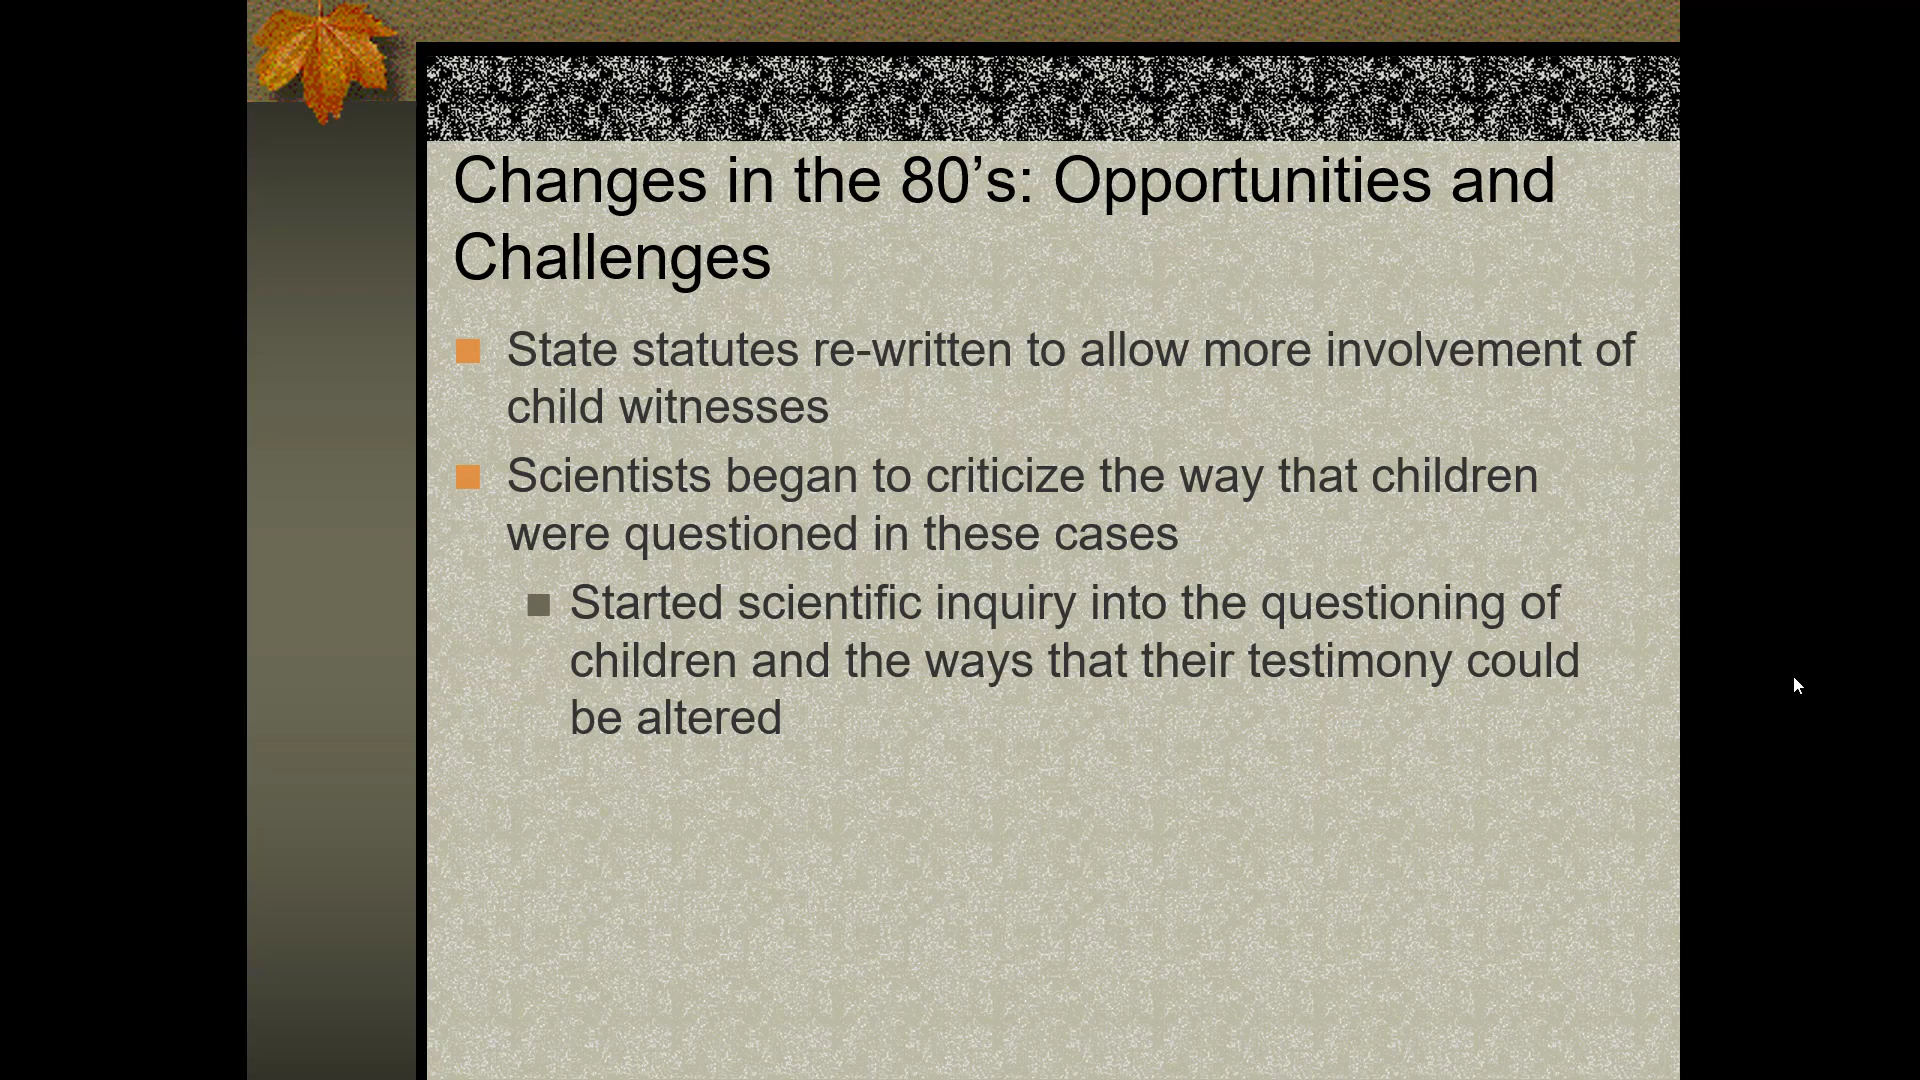 Changes in the 80’s: Opportunities and
Challenges
State statutes re-written to allow more involvement of
child witnesses
Scientists began to criticize the way that children
were questioned in these cases
Started scientific inquiry into the questioning of
children and the ways that their testimony could
be altered